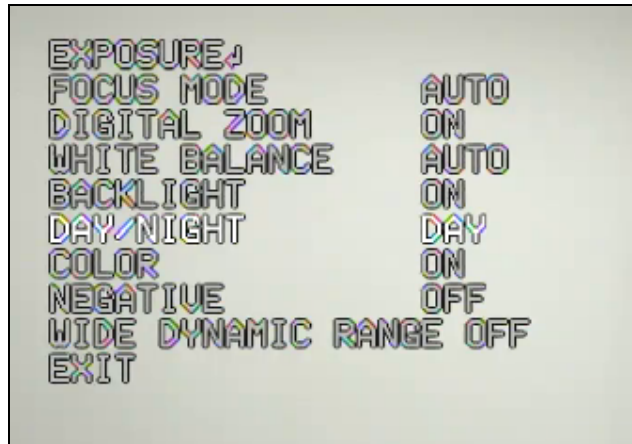 EXPOSURE↲
FOCUS MODE AUTO
DIGITAL ZOOM ON
WHITE BALANCE AUTO
BACKLIGHT ON
DAY/NIGHT DAY
COLOR ON
NEGATIVE OFF
WIDE DYNAMIC RANGE OFF
EXIT